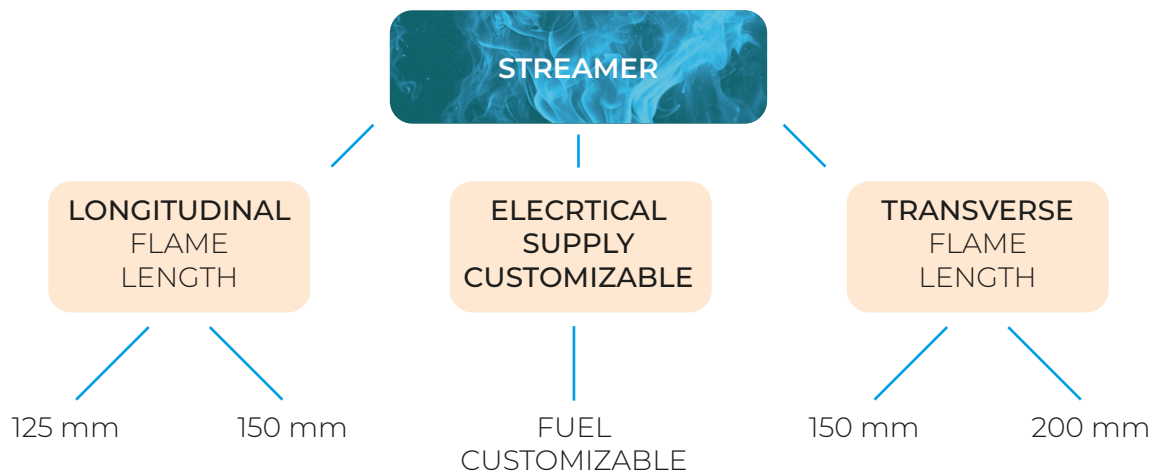 STREAMER
LONGITUDINAL
FLAME
LENGTH
ELECRTICAL
SUPPLY
CUSTOMIZABLE
TRANSVERSE
FLAME
LENGTH
125 mm
150 mm
FUEL
CUSTOMIZABLE
150 mm
200 mm